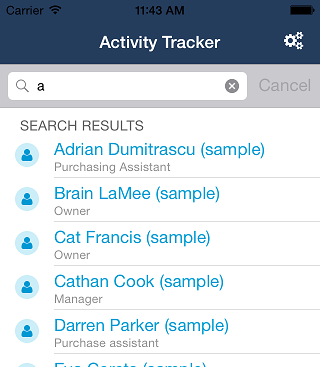 Carrier 11:43 AM
Activity Tracker
a Cancel
SEARCH RESULTS
Adrian Dumitrascu (sample)
Purchasing Assistant
Brain LaMee (sample)
Owner
Cat Francis (sample)
Owner
Cathan Cook (sample)
Manager
Darren Parker (sample)
Purchase assistant
(sample)